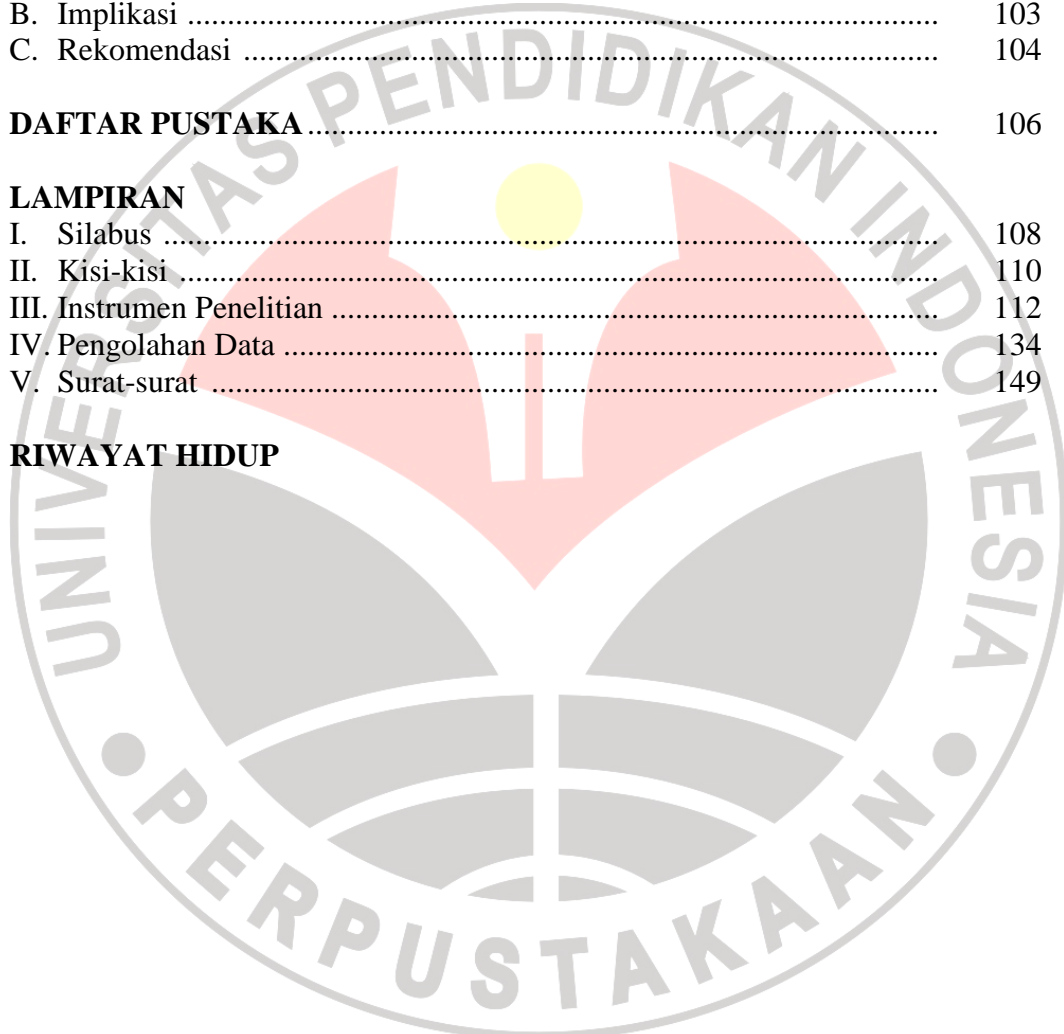 B. Implikasi ........................................................................................... 103
C. Rekomendasi .................................................................................... 104
DAFTAR PUSTAKA ............................................................................ 106
LAMPIRAN
I. Silabus ............................................................................................... 108
II. Kisi-kisi ............................................................................................. 110
III. Instrumen Penelitian ....................................................................... 112
IV. Pengolahan Data ............................................................................. 134
V. Surat-surat ........................................................................................ 149
RIWAYAT HIDUP
UNIVERSITAS PENDIDIKAN INDONESIA
PERPUSTAKAAN